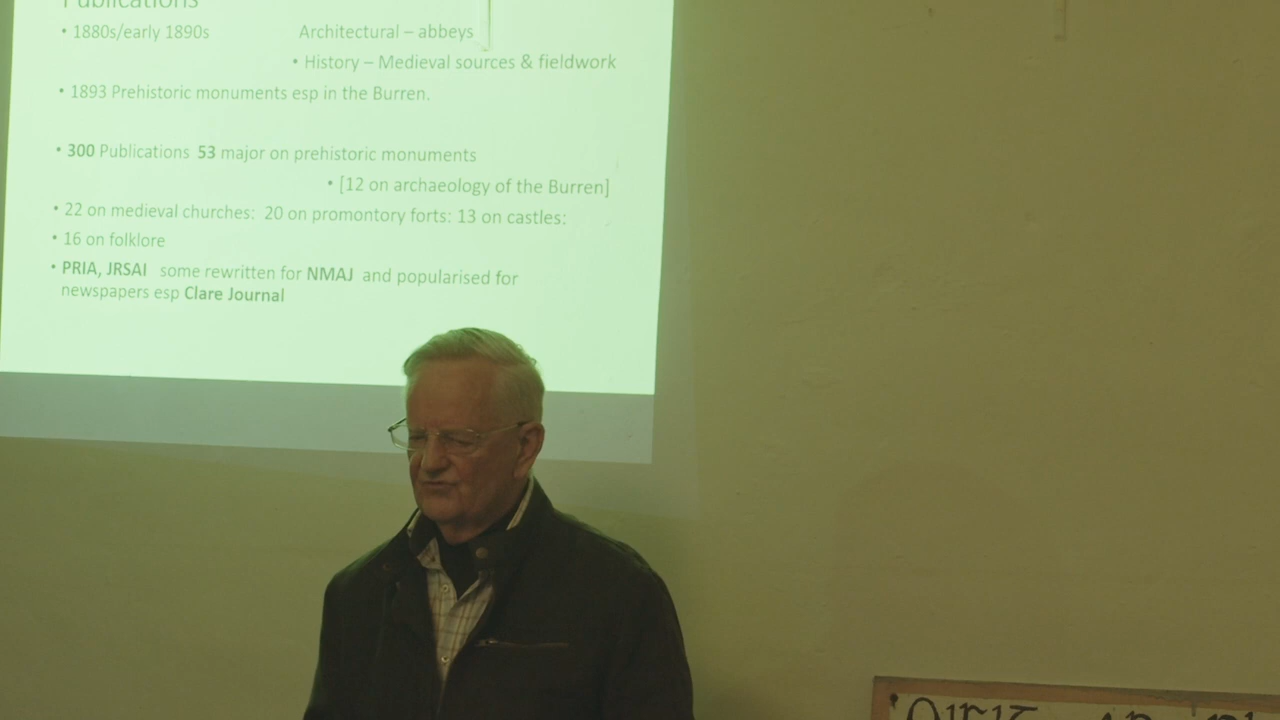 Publications
• 1880s/early 1890s Architectural – abbeys
• History – Medieval sources & fieldwork
• 1893 Prehistoric monuments esp in the Burren.
• 300 Publications 53 major on prehistoric monuments
• [12 on archaeology of the Burren]
• 22 on medieval churches: 20 on promontory forts: 13 on castles:
• 16 on folklore
• PRIA, JRSAI some rewritten for NMAJ and popularised for
newspapers esp Clare Journal